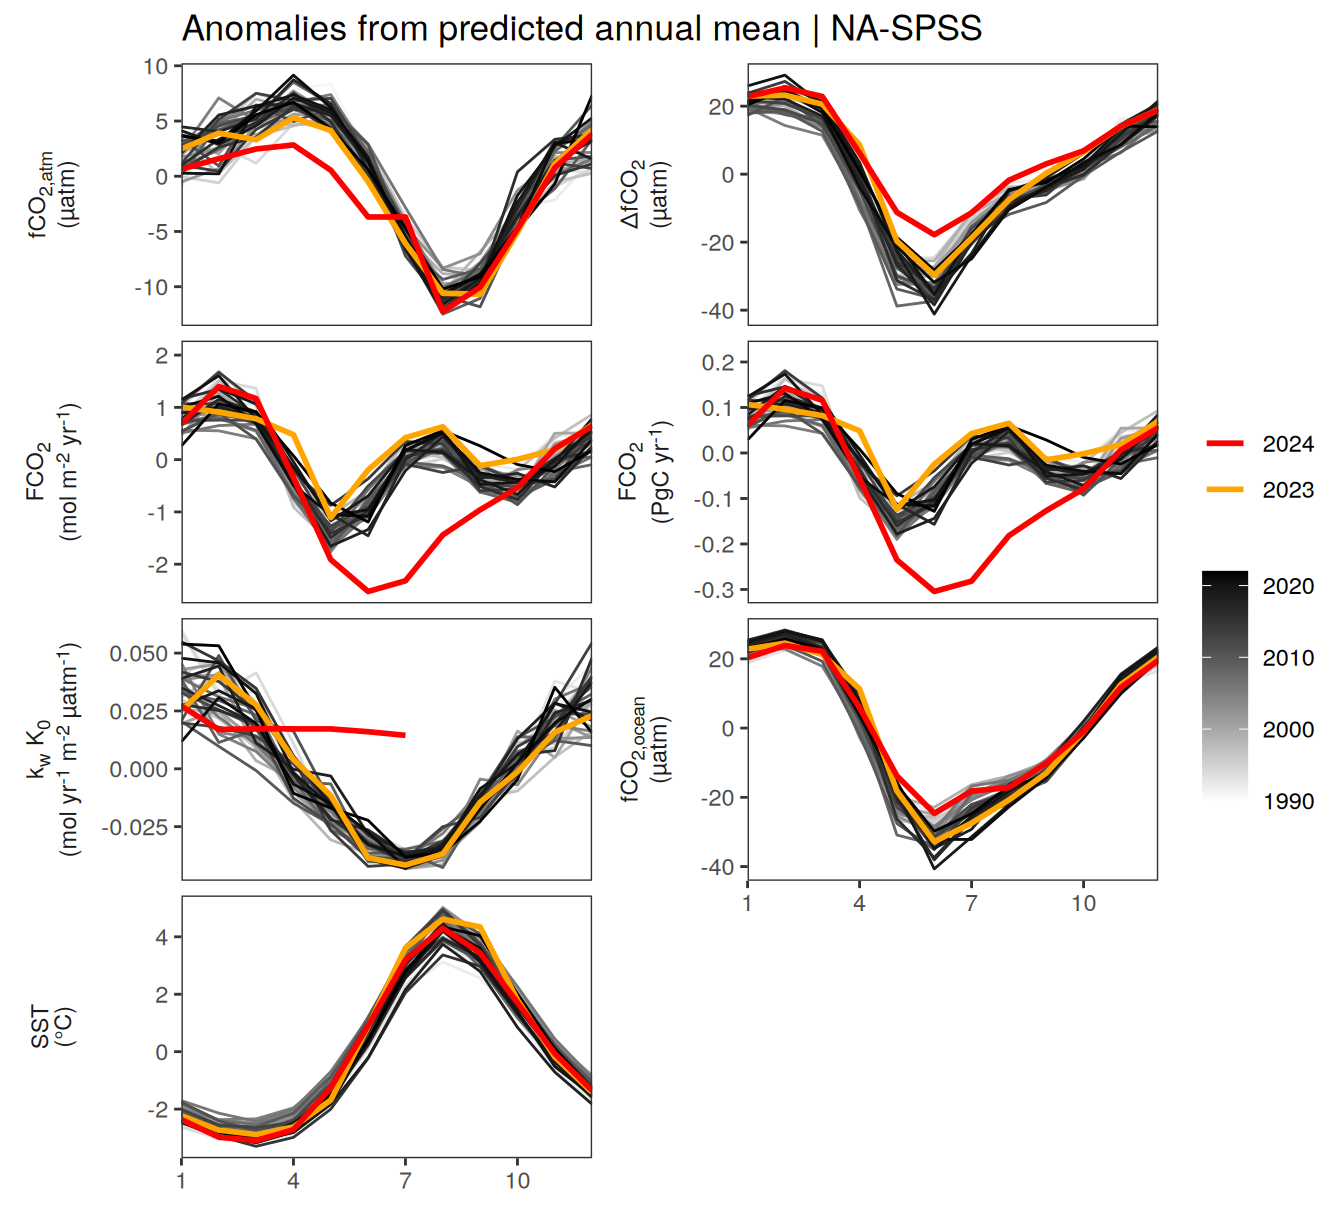 Anomalies from predicted annual mean | NA-SPSS
fCO2,atm
(µatm)
10
5
0
-5
-10
ΔfCO2
(µatm)
20
0
-20
-40
FCO2
(mol m-2 yr-1)
2
1
0
-1
-2
FCO2
(PgC yr-1)
0.2
0.1
0.0
-0.1
-0.2
-0.3
kw K0
(mol yr-1 m-2 µatm-1)
0.050
0.025
0.000
-0.025
fCO2,ocean
(µatm)
20
0
-20
-40
1 4 7 10
SST
(°C)
4
2
0
-2
1 4 7 10
2024
2023
2020
2010
2000
1990